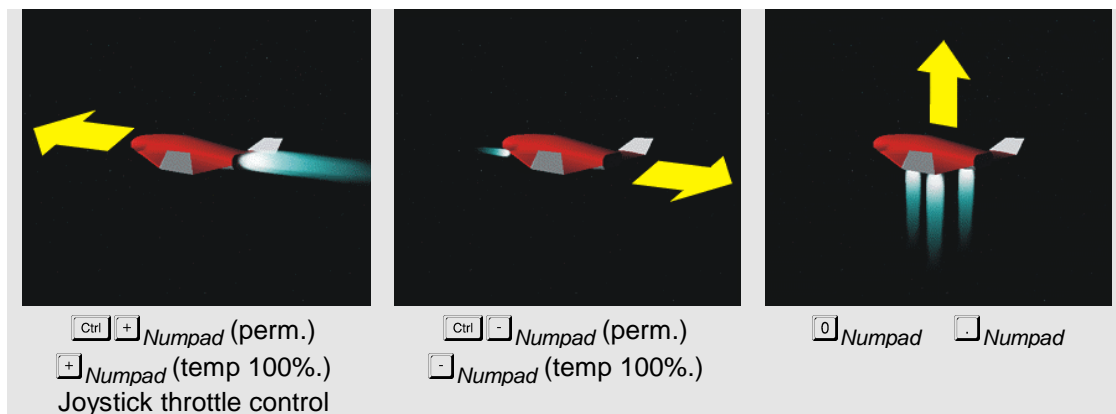 Ctrl + Numpad (perm.)
+ Numpad (temp 100%.)
Joystick throttle control
Ctrl - Numpad (perm.)
- Numpad (temp 100%.)
0 Numpad . Numpad